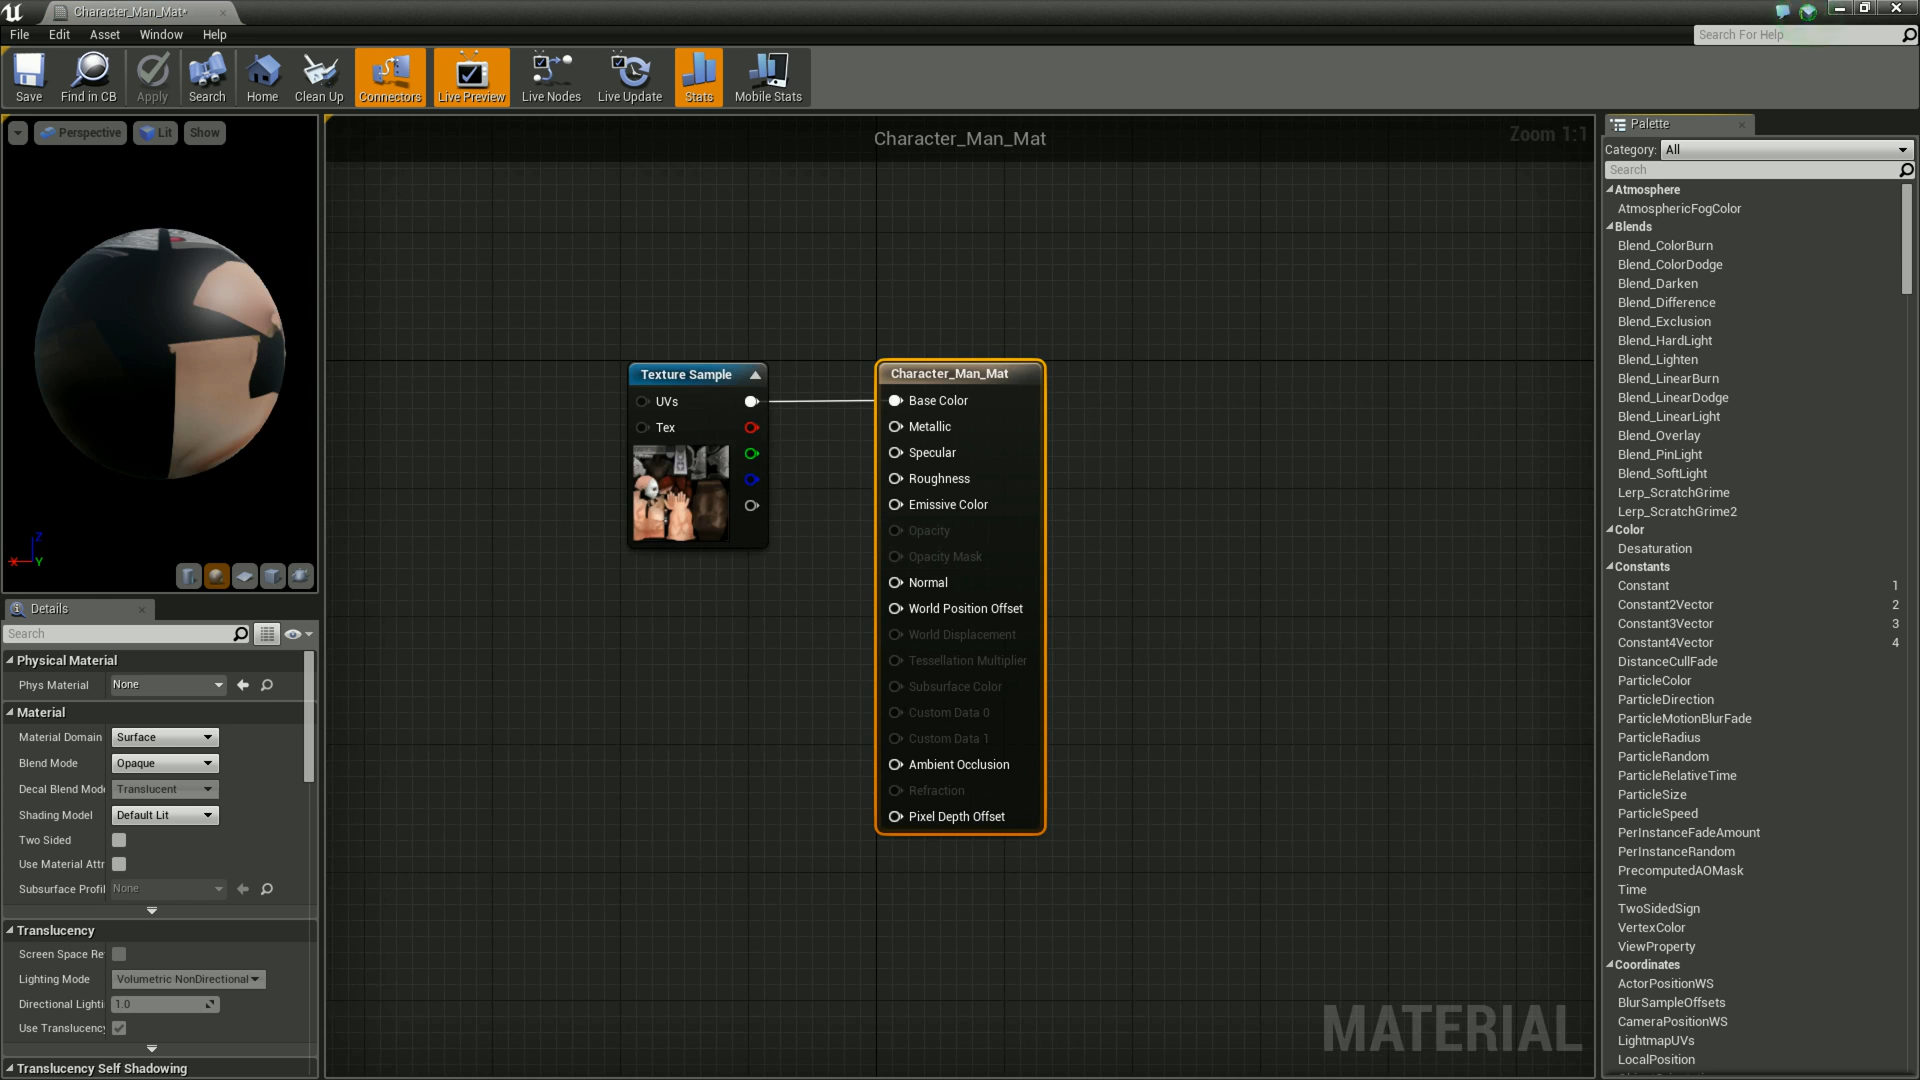 Character_Man_Mat*
File Edit Asset Window Help
Search For Help
Save Find in CB Apply Search Home Clean Up Connectors Live Preview Live Nodes Live Update Stats Mobile Stats
Perspective Lit Show
Z
X
Y
Character_Man_Mat
Zoom 1:1
Texture Sample
UVs
Tex
Character_Man_Mat
Base Color
Metallic
Specular
Roughness
Emissive Color
Opacity
Opacity Mask
Normal
World Position Offset
World Displacement
Tessellation Multiplier
Subsurface Color
Custom Data 0
Custom Data 1
Ambient Occlusion
Refraction
Pixel Depth Offset
MATERIAL
Details
Search
Physical Material
Phys Material None
Material
Material Domain Surface
Blend Mode Opaque
Decal Blend Mode Translucent
Shading Model Default Lit
Two Sided
Use Material Attr
Subsurface Profil None
Translucency
Screen Space Re
Lighting Mode Volumetric NonDirectional
Directional Lighti 1.0
Use Translucency
Translucency Self Shadowing
Palette
Category: All
Search
Atmosphere
AtmosphericFogColor
Blends
Blend_ColorBurn
Blend_ColorDodge
Blend_Darken
Blend_Difference
Blend_Exclusion
Blend_HardLight
Blend_Lighten
Blend_LinearBurn
Blend_LinearDodge
Blend_LinearLight
Blend_Overlay
Blend_PinLight
Blend_SoftLight
Lerp_ScratchGrime
Lerp_ScratchGrime2
Color
Desaturation
Constants
Constant 1
Constant2Vector 2
Constant3Vector 3
Constant4Vector 4
DistanceCullFade
ParticleColor
ParticleDirection
ParticleMotionBlurFade
ParticleRadius
ParticleRandom
ParticleRelativeTime
ParticleSize
ParticleSpeed
PerInstanceFadeAmount
PerInstanceRandom
PrecomputedAOMask
Time
TwoSidedSign
VertexColor
ViewProperty
Coordinates
ActorPositionWS
BlurSampleOffsets
CameraPositionWS
LightmapUVs
LocalPosition